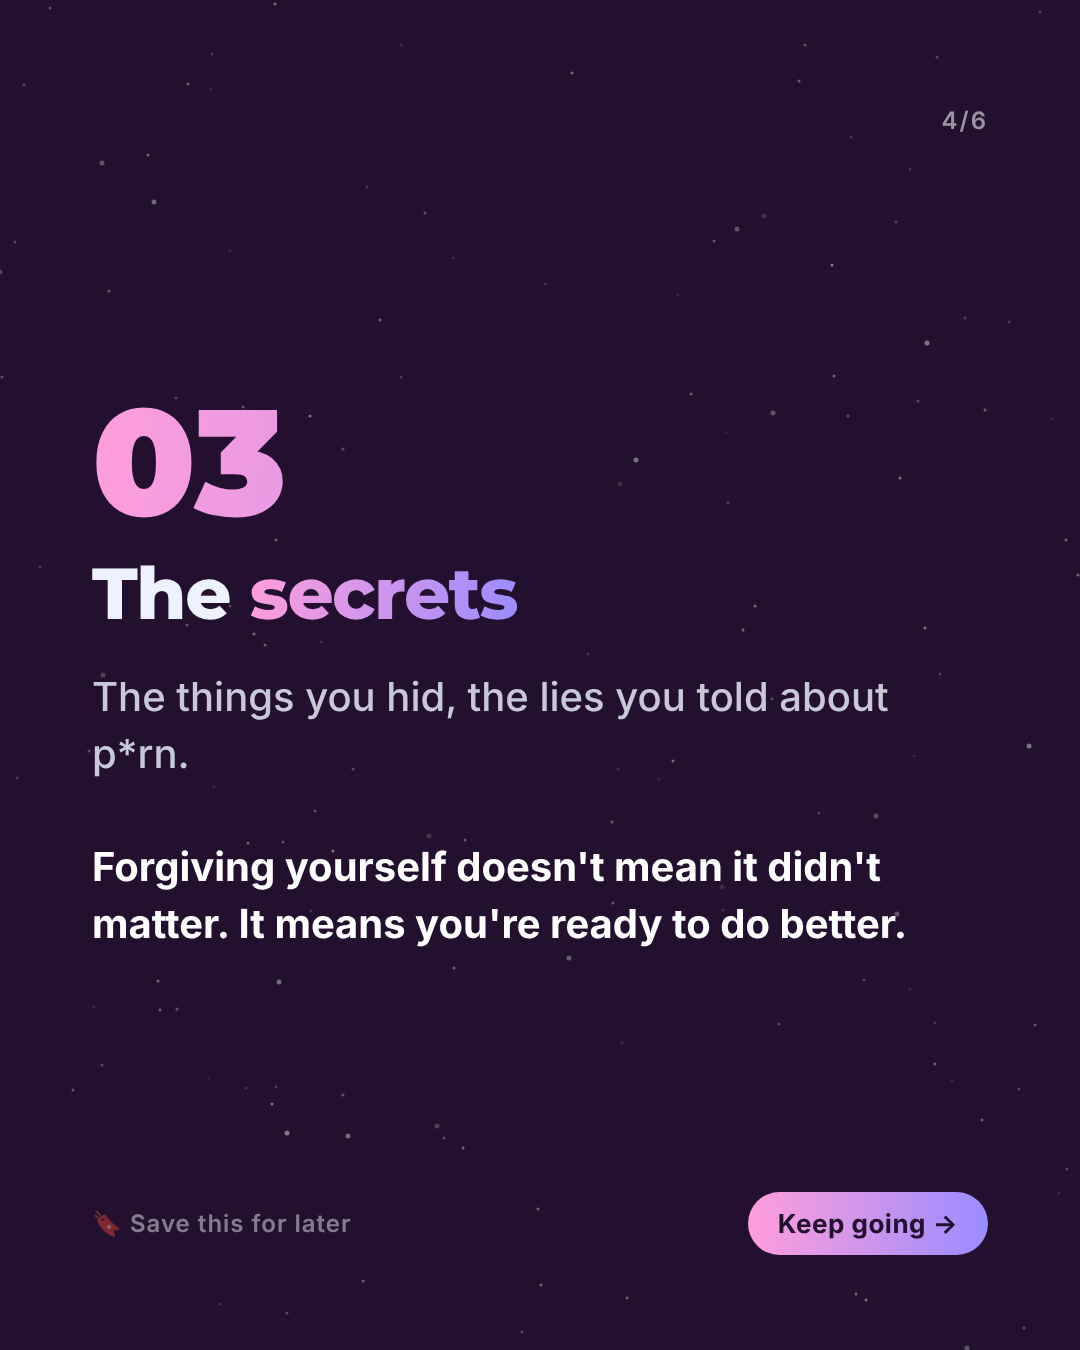 4/6
03
The secrets
The things you hid, the lies you told about
p*rn.
Forgiving yourself doesn't mean it didn't
matter. It means you're ready to do better.
🔖 Save this for later
Keep going →